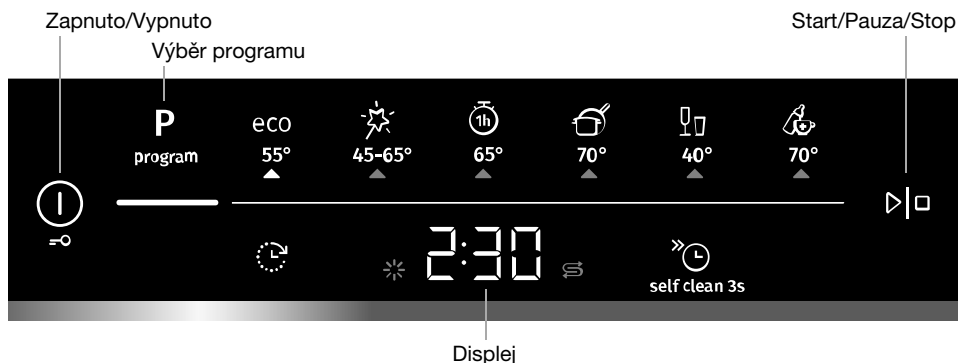 Zapnuto/Vypnuto
Start/Pauza/Stop
Výběr programu
P
program
eco
1h
55°
45-65°
65°
70°
40°
70°
2:30
self clean 3s
Displej